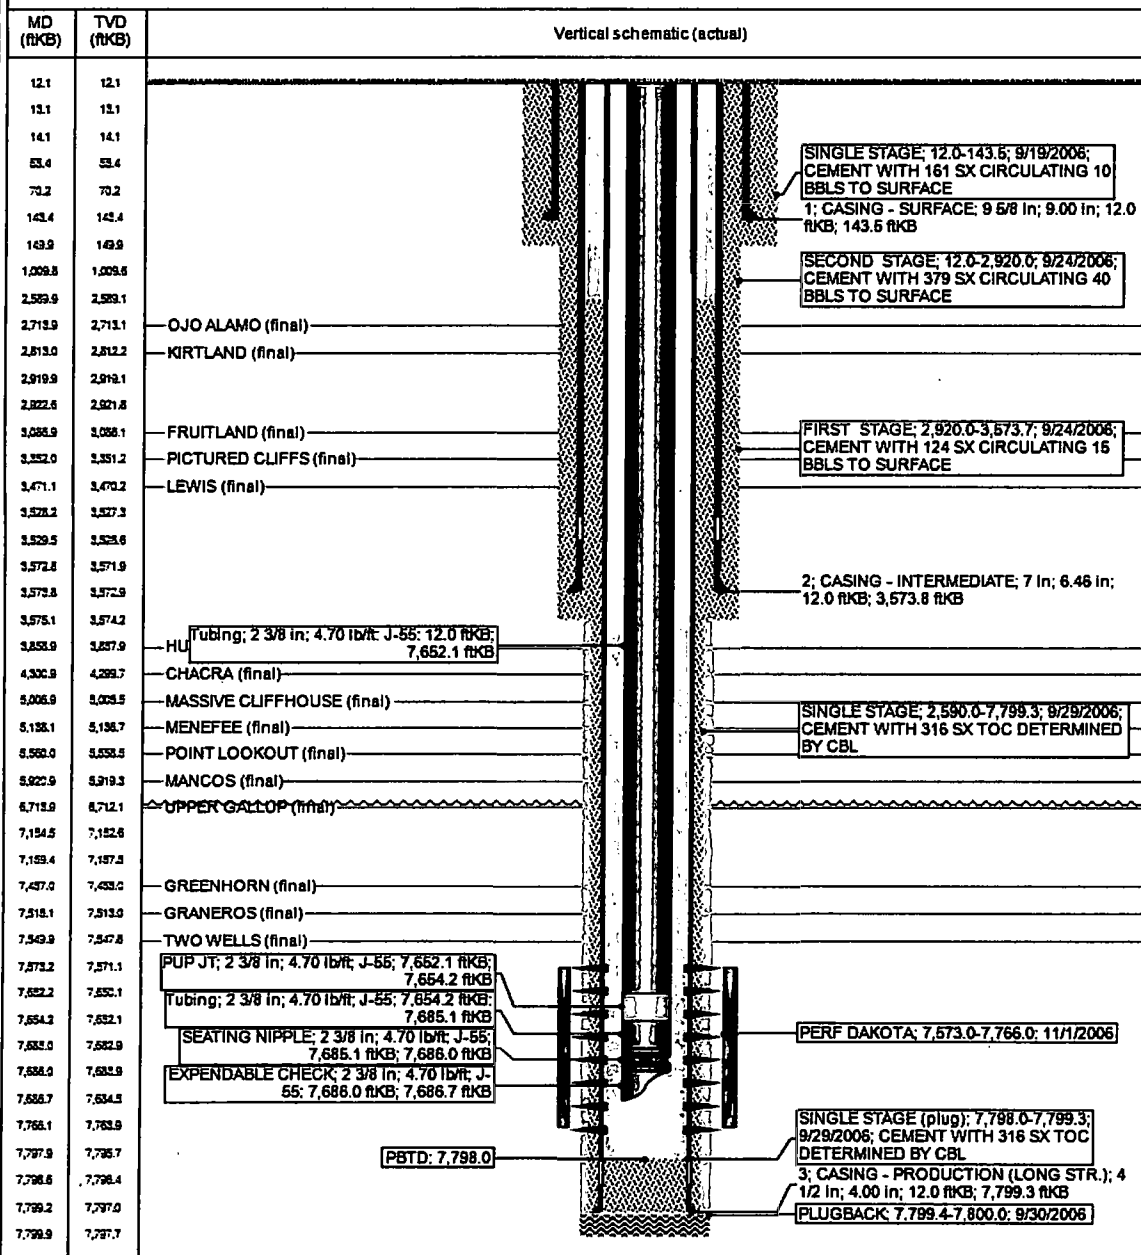 MD (ftKB) TVD (ftKB) Vertical schematic (actual)
12.1 12.1
13.1 13.1
14.1 14.1
53.4 53.4
70.2 70.2
143.4 143.4
149.9 149.9
1,009.8 1,009.6
2,589.9 2,589.1
2,713.9 2,713.1 OJO ALAMO (final)
2,813.0 2,812.2 KIRTLAND (final)
2,919.9 2,919.1
2,922.6 2,921.8
3,088.9 3,088.1 FRUITLAND (final)
3,352.0 3,351.2 PICTURED CLIFFS (final)
3,471.1 3,470.2 LEWIS (final)
3,528.2 3,527.3
3,529.5 3,528.6
3,572.8 3,571.9
3,573.8 3,572.9
3,575.1 3,574.2
3,858.9 3,857.9 HU
4,300.9 4,299.7 CHACRA (final)
5,006.9 MASSIVE CLIFFHOUSE (final)
5,138.1 5,136.7 MENEFEE (final)
5,560.0 5,558.5 POINT LOOKOUT (final)
5,920.9 5,919.3 MANCOS (final)
6,713.9 6,712.1 UPPER GALLUP (final)
7,154.5 7,152.6
7,159.4 7,157.5
7,457.0 7,455.0 GREENHORN (final)
7,515.1 7,513.0 GRANEROS (final)
7,549.9 7,547.8 TWO WELLS (final)
7,573.2 7,571.1
7,652.2 7,650.1
7,654.2 7,652.1
7,685.0 7,682.9
7,686.0 7,683.9
7,686.7 7,684.5
7,766.1 7,763.9
7,797.9 7,795.7
7,798.6 7,796.4
7,799.2 7,797.0
7,799.9 7,797.7
SINGLE STAGE; 12.0-143.5; 9/19/2006;
CEMENT WITH 161 SX CIRCULATING 10
BBLS TO SURFACE
1; CASING - SURFACE; 9 5/8 in; 9.00 in; 12.0
ftKB; 143.5 ftKB
SECOND STAGE; 12.0-2,920.0; 9/24/2006;
CEMENT WITH 379 SX CIRCULATING 40
BBLS TO SURFACE
FIRST STAGE; 2,920.0-3,573.7; 9/24/2006;
CEMENT WITH 124 SX CIRCULATING 15
BBLS TO SURFACE
2; CASING - INTERMEDIATE; 7 in; 6.46 in;
12.0 ftKB; 3,573.8 ftKB
Tubing; 2 3/8 in; 4.70 lb/ft; J-55; 12.0 ftKB;
7,652.1 ftKB
SINGLE STAGE; 2,590.0-7,799.3; 9/29/2006;
CEMENT WITH 316 SX TOC DETERMINED
BY CBL
PUP JT; 2 3/8 in; 4.70 lb/ft; J-55; 7,652.1 ftKB;
7,654.2 ftKB
Tubing; 2 3/8 in; 4.70 lb/ft; J-55; 7,654.2 ftKB;
7,685.1 ftKB
SEATING NIPPLE; 2 3/8 in; 4.70 lb/ft; J-55;
7,685.1 ftKB; 7,686.0 ftKB
EXPENDABLE CHECK; 2 3/8 in; 4.70 lb/ft; J-
55; 7,686.0 ftKB; 7,686.7 ftKB
PERF DAKOTA; 7,573.0-7,766.0; 11/1/2006
PBTD: 7,798.0
SINGLE STAGE (plug); 7,798.0-7,799.3;
9/29/2006; CEMENT WITH 316 SX TOC
DETERMINED BY CBL
3; CASING - PRODUCTION (LONG STR.); 4
1/2 in; 4.00 in; 12.0 ftKB; 7,799.3 ftKB
PLUGBACK; 7,799.4-7,800.0; 9/30/2006